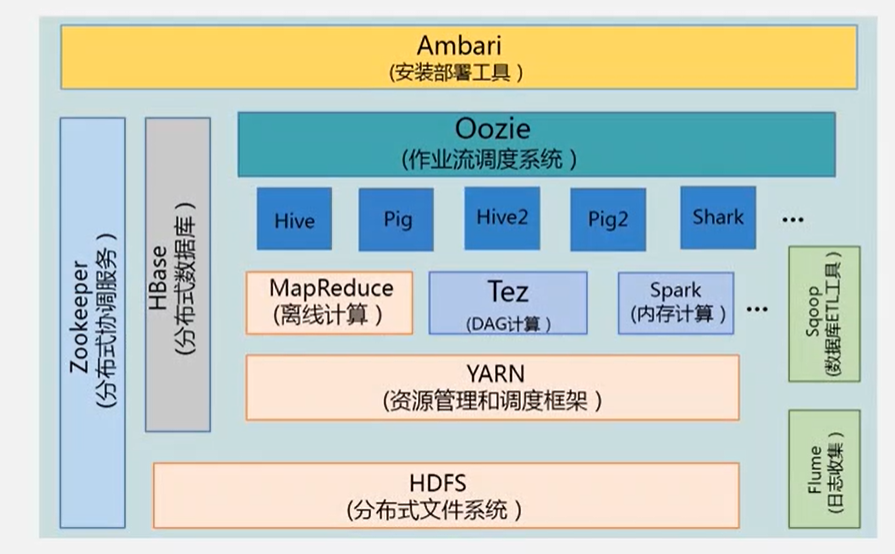 Ambari
(安装部署工具)
Zookeeper
(分布式协调服务)
HBase
(分布式数据库)
Oozie
(作业流调度系统)
Hive
Pig
Hive2
Pig2
Shark
...
MapReduce
(离线计算)
Tez
(DAG计算)
Spark
(内存计算)
...
YARN
(资源管理和调度框架)
HDFS
(分布式文件系统)
Sqoop
(数据库ETL工具)
Flume
(日志收集)